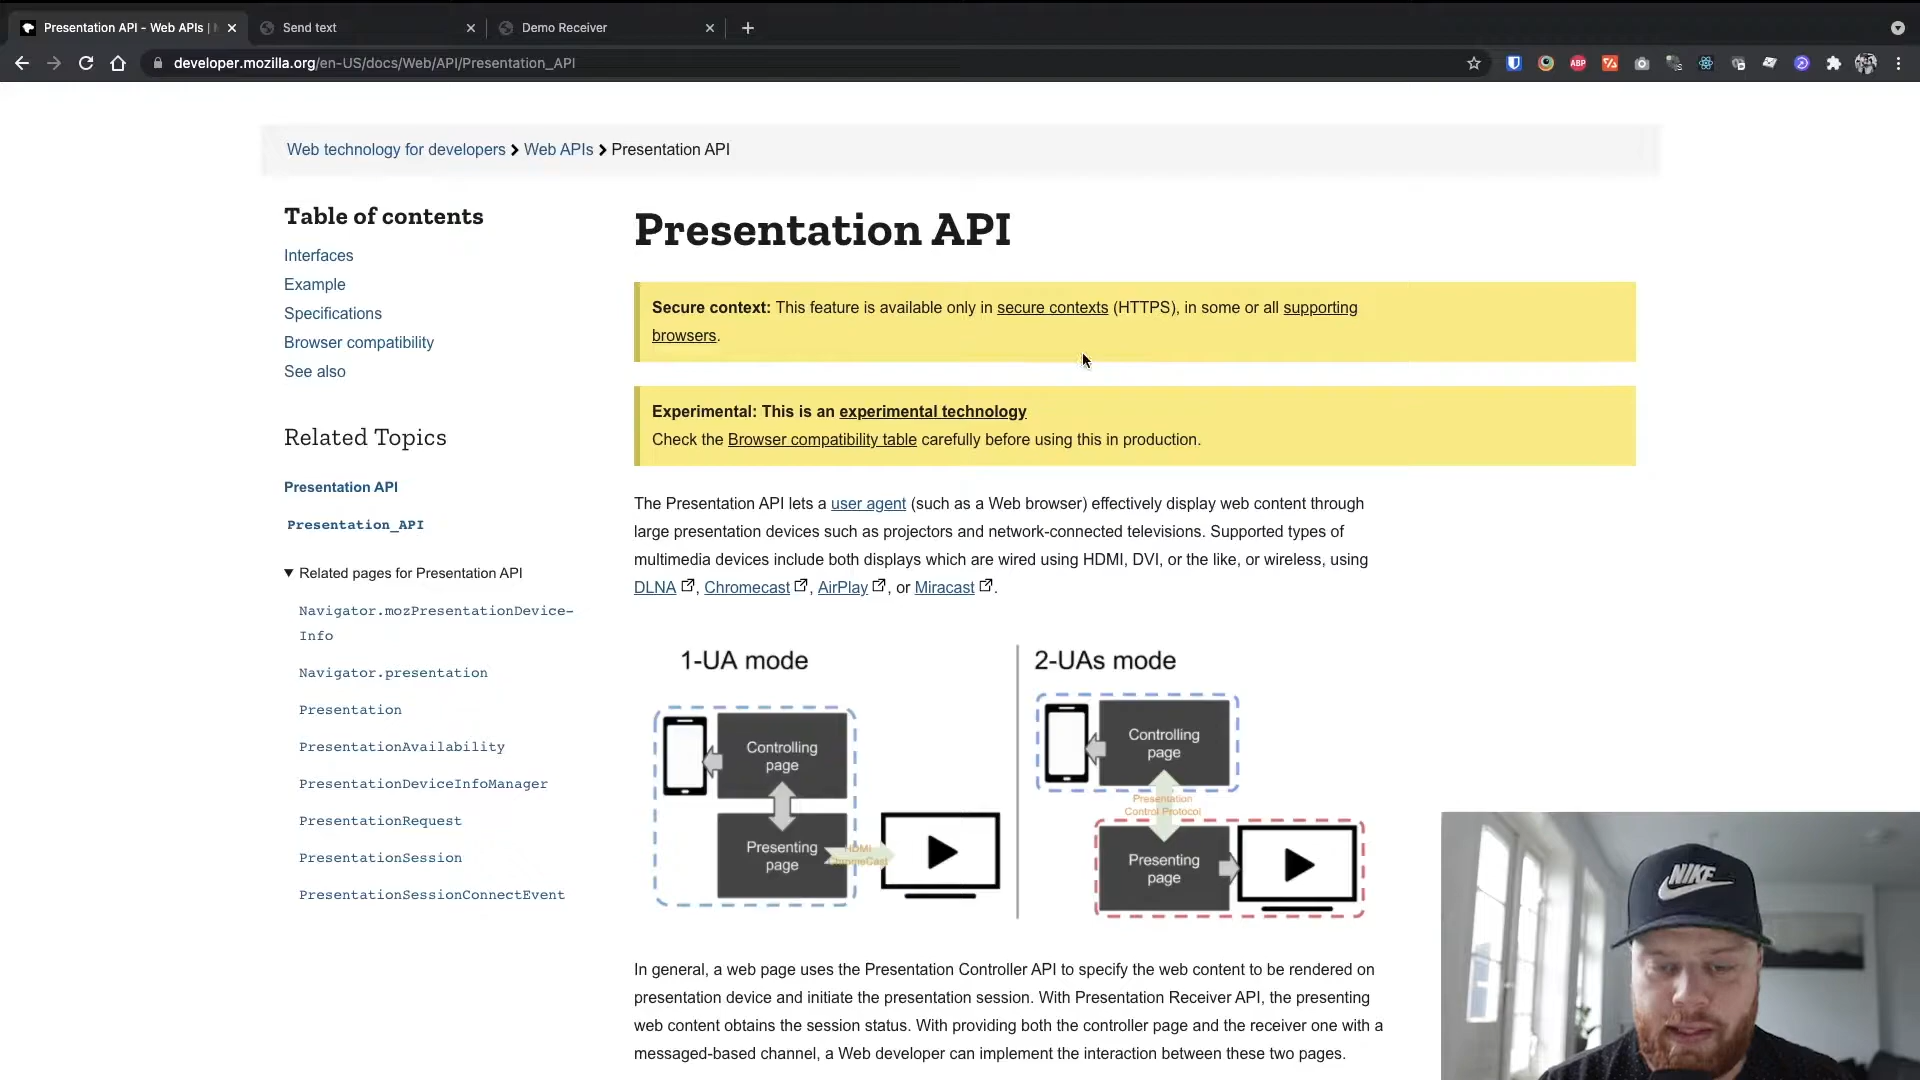 Presentation API - Web APIs |
Send text
Demo Receiver
developer.mozilla.org/en-US/docs/Web/API/Presentation_API
ABP
Web technology for developers > Web APIs > Presentation API
Table of contents
Interfaces
Example
Specifications
Browser compatibility
See also
Related Topics
Presentation API
Presentation_API
Related pages for Presentation API
Navigator.mozPresentationDevice-
Info
Navigator.presentation
Presentation
PresentationAvailability
PresentationDeviceInfoManager
PresentationRequest
PresentationSession
PresentationSessionConnectEvent
Presentation API
Secure context: This feature is available only in secure contexts (HTTPS), in some or all supporting
browsers.
Experimental: This is an experimental technology
Check the Browser compatibility table carefully before using this in production.
The Presentation API lets a user agent (such as a Web browser) effectively display web content through
large presentation devices such as projectors and network-connected televisions. Supported types of
multimedia devices include both displays which are wired using HDMI, DVI, or the like, or wireless, using
DLNA, Chromecast, AirPlay, or Miracast.
1-UA mode
Controlling
page
Presenting
page
HDMI
ChromeCast
2-UAs mode
Controlling
page
Presentation
Control Protocol
Presenting
page
In general, a web page uses the Presentation Controller API to specify the web content to be rendered on
presentation device and initiate the presentation session. With Presentation Receiver API, the presenting
web content obtains the session status. With providing both the controller page and the receiver one with a
messaged-based channel, a Web developer can implement the interaction between these two pages.
NIKE